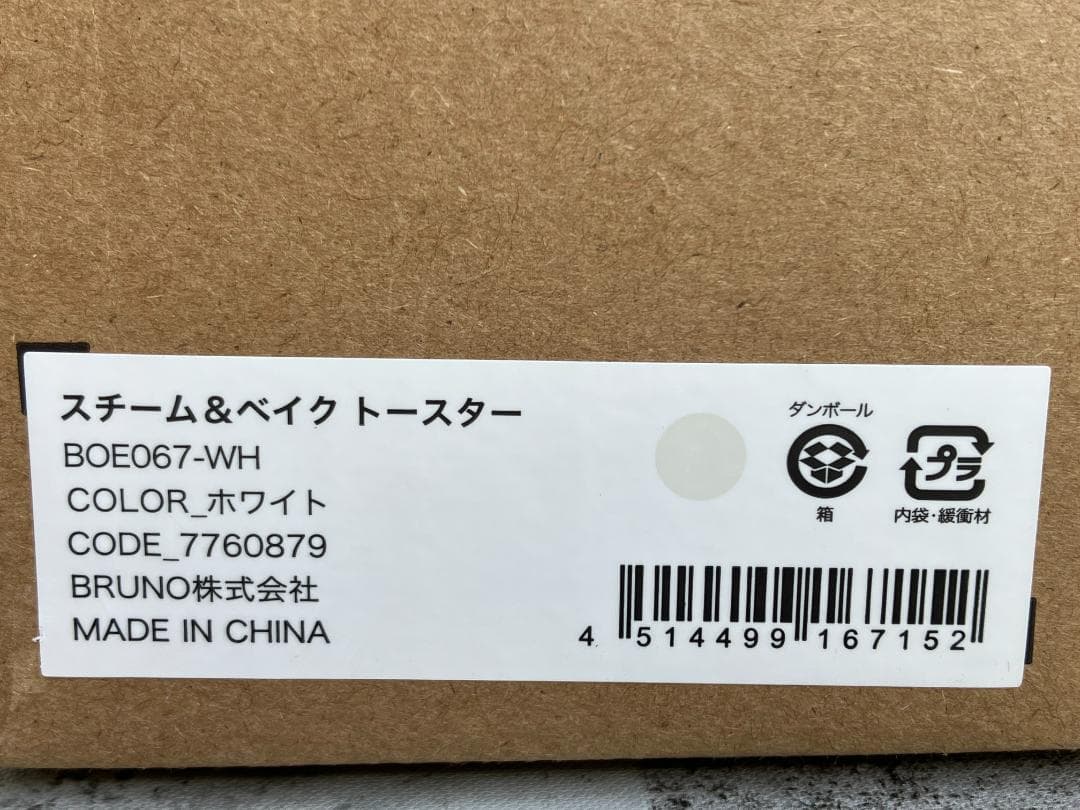 スチーム&ベイク トースター
BOE067-WH
COLOR_ホワイト
CODE_7760879
BRUNO株式会社
MADE IN CHINA
ダンボール
箱
プラ
内袋・緩衝材
4 514499 167152